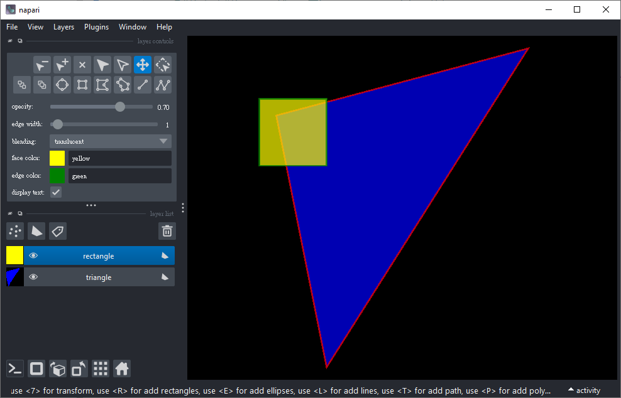 napari
File View Layers Plugins Window Help
layer controls
opacity: 0.70
edge width: 1
blending: translucent
face color: yellow
edge color: green
display text:
layer list
rectangle
triangle
use <7> for transform, use <R> for add rectangles, use <E> for add ellipses, use <L> for add lines, use <T> for add path, use <P> for add poly... activity